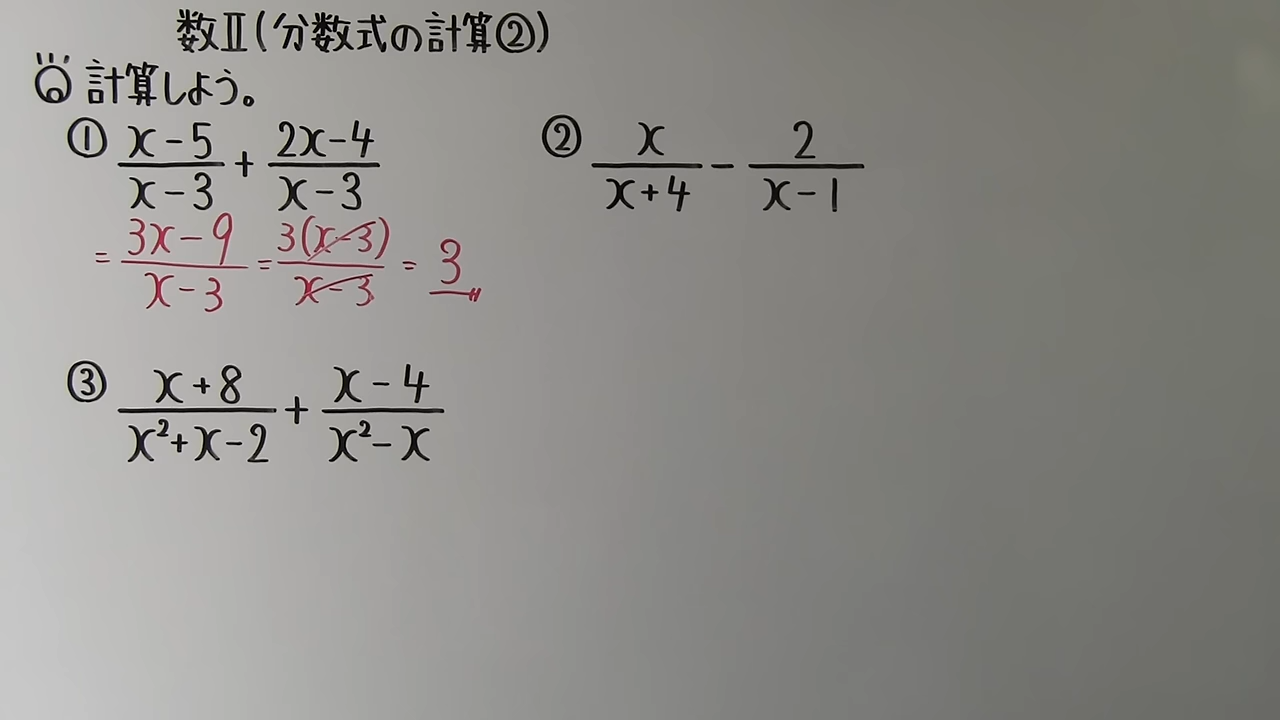 数Ⅱ(分数式の計算②)
Q 計算しよう。
① (x-5)/(x-3) + (2x-4)/(x-3)
= (3x-9)/(x-3) = 3(x-3)/(x-3) = 3
② x/(x+4) - 2/(x-1)
③ (x+8)/(x²+x-2) + (x-4)/(x²-x)